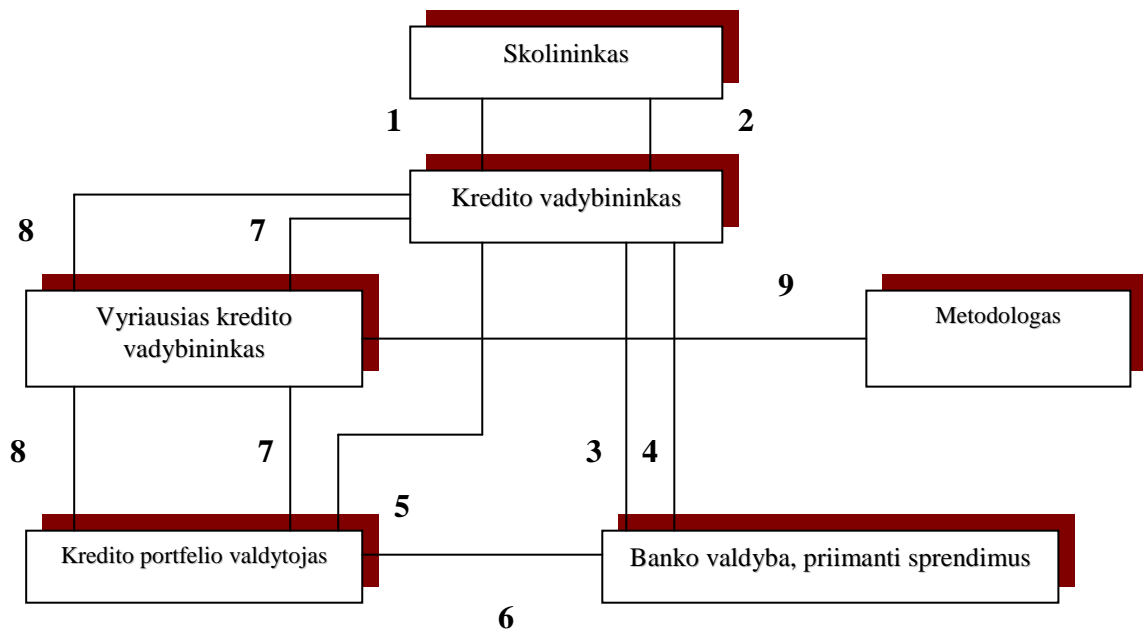 Skolininkas
1
2
Kredito vadybininkas
8
7
9
Vyriausias kredito
vadybininkas
Metodologas
8
7
3
4
5
Kredito portfelio valdytojas
Banko valdyba, priimanti sprendimus
6